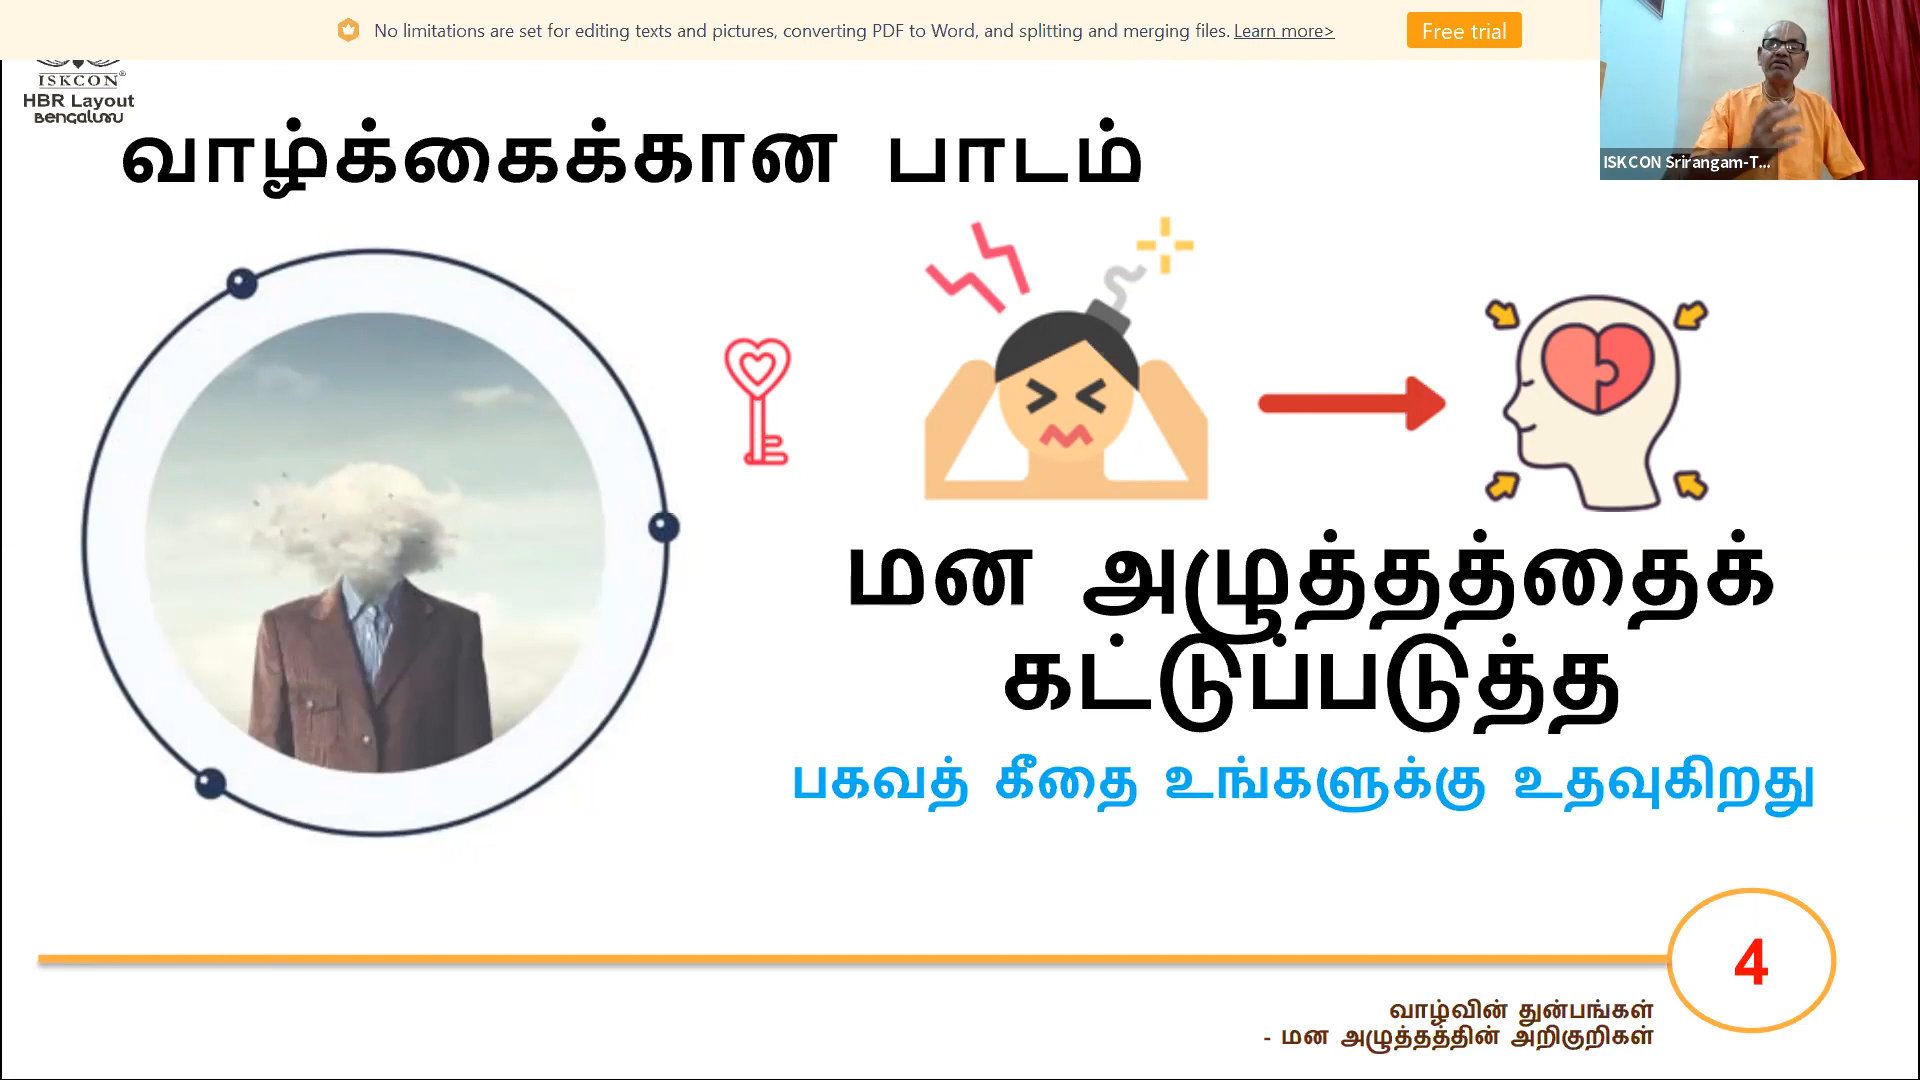 No limitations are set for editing texts and pictures, converting PDF to Word, and splitting and merging files. Learn more>
Free trial
ISKCON®
HBR Layout
Bengaluru
ISKCON Srirangam-T...
வாழ்க்கைக்கான பாடம்
மன அழுத்தத்தைக்
கட்டுப்படுத்த
பகவத் கீதை உங்களுக்கு உதவுகிறது
4
வாழ்வின் துன்பங்கள்
- மன அழுத்தத்தின் அறிகுறிகள்